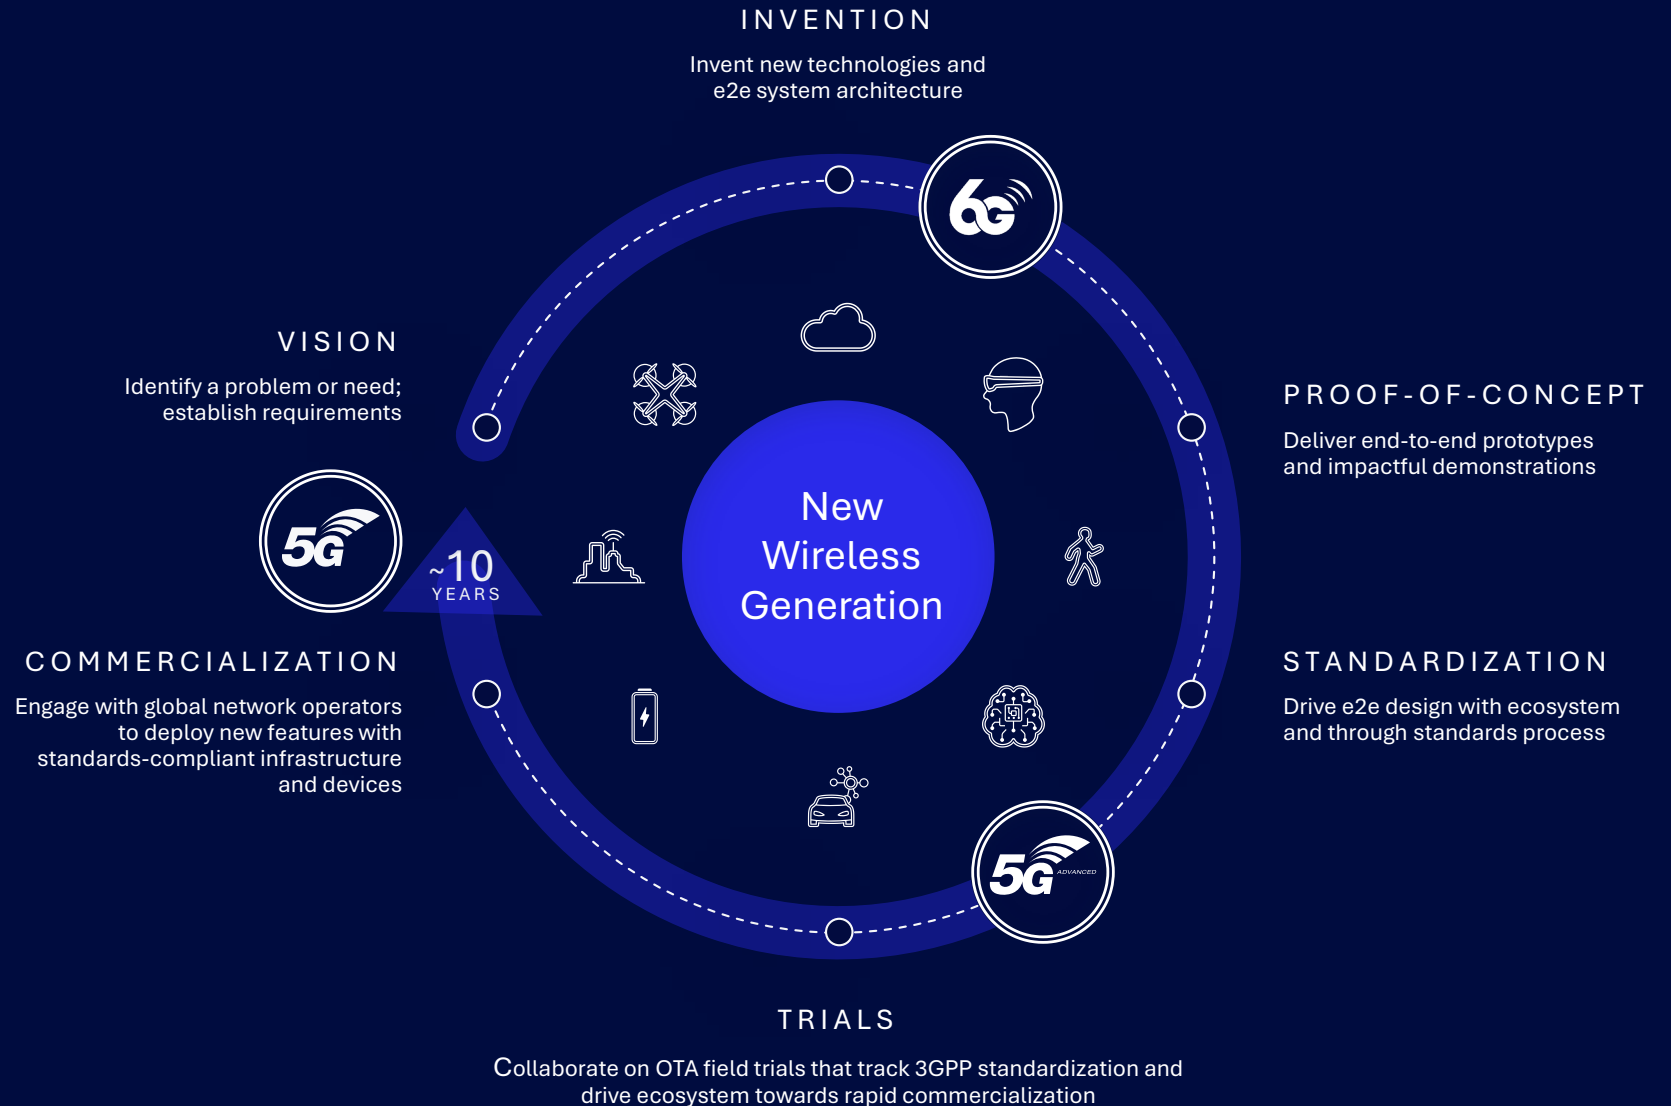 INVENTION
Invent new technologies and
e2e system architecture
6G
VISION
Identify a problem or need;
establish requirements
PROOF-OF-CONCEPT
Deliver end-to-end prototypes
and impactful demonstrations
5G
~10
YEARS
New
Wireless
Generation
COMMERCIALIZATION
Engage with global network operators
to deploy new features with
standards-compliant infrastructure
and devices
STANDARDIZATION
Drive e2e design with ecosystem
and through standards process
5G ADVANCED
TRIALS
Collaborate on OTA field trials that track 3GPP standardization and
drive ecosystem towards rapid commercialization